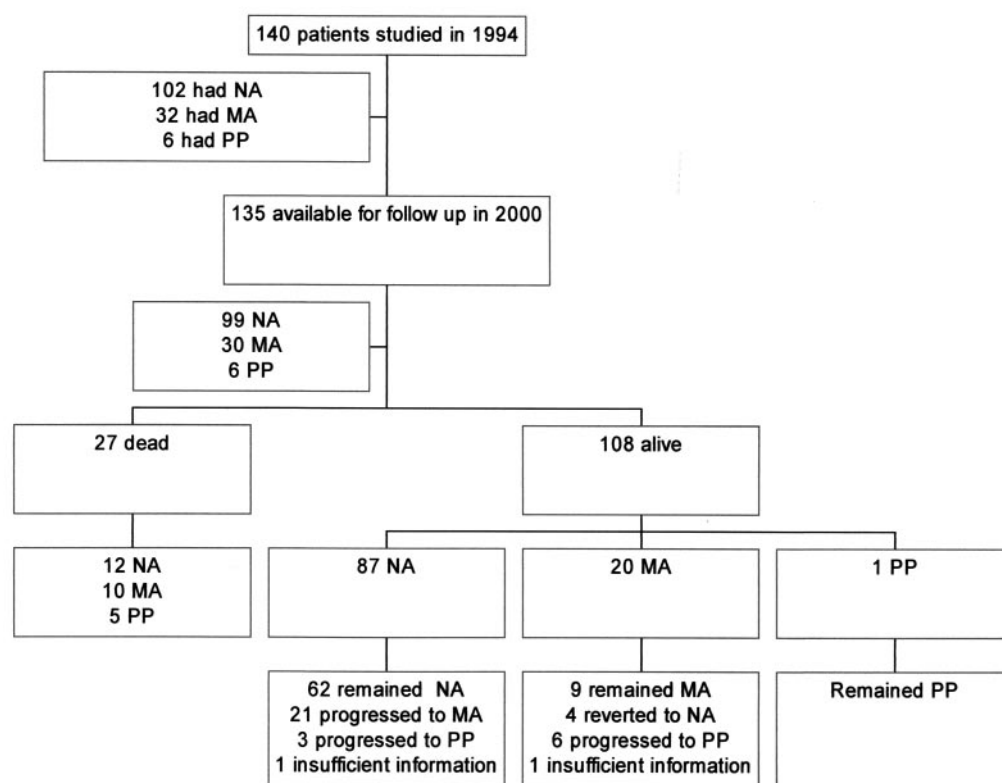 140 patients studied in 1994
102 had NA
32 had MA
6 had PP
135 available for follow up in 2000
99 NA
30 MA
6 PP
27 dead
108 alive
12 NA
10 MA
5 PP
87 NA
20 MA
1 PP
62 remained NA
21 progressed to MA
3 progressed to PP
1 insufficient information
9 remained MA
4 reverted to NA
6 progressed to PP
1 insufficient information
Remained PP